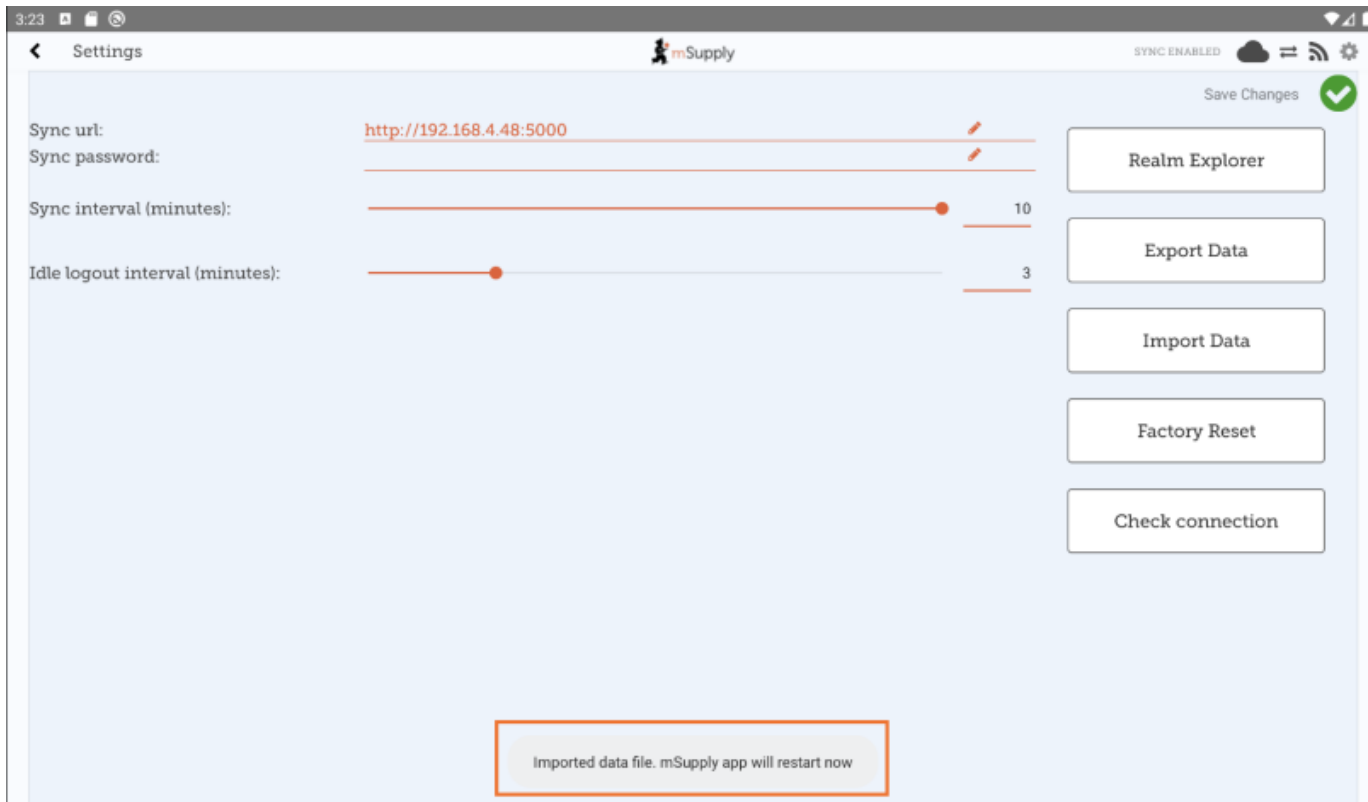 3:23
Settings
mSupply
SYNC ENABLED
Save Changes
Sync url:
http://192.168.4.48:5000
Sync password:
Sync interval (minutes):
10
Idle logout interval (minutes):
3
Realm Explorer
Export Data
Import Data
Factory Reset
Check connection
Imported data file. mSupply app will restart now